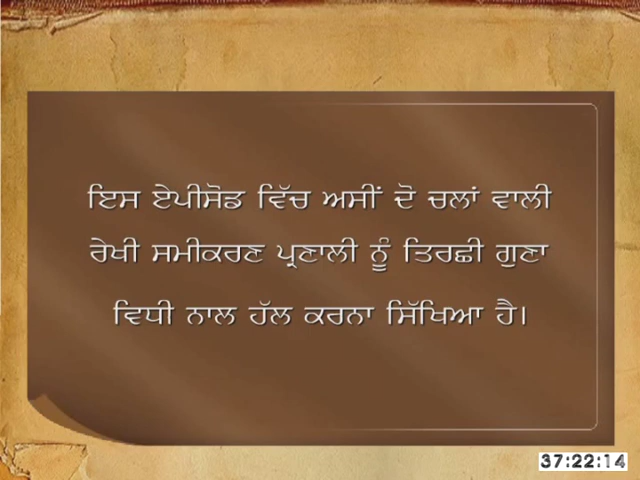 ਇਸ ਏਪੀਸੋਡ ਵਿੱਚ ਅਸੀਂ ਦੋ ਚਲਾਂ ਵਾਲੀ
ਰੇਖੀ ਸਮੀਕਰਣ ਪ੍ਰਣਾਲੀ ਨੂੰ ਤਿਰਛੀ ਗੁਣਾ
ਵਿਧੀ ਨਾਲ ਹੱਲ ਕਰਨਾ ਸਿੱਖਿਆ ਹੈ।
37:22:14